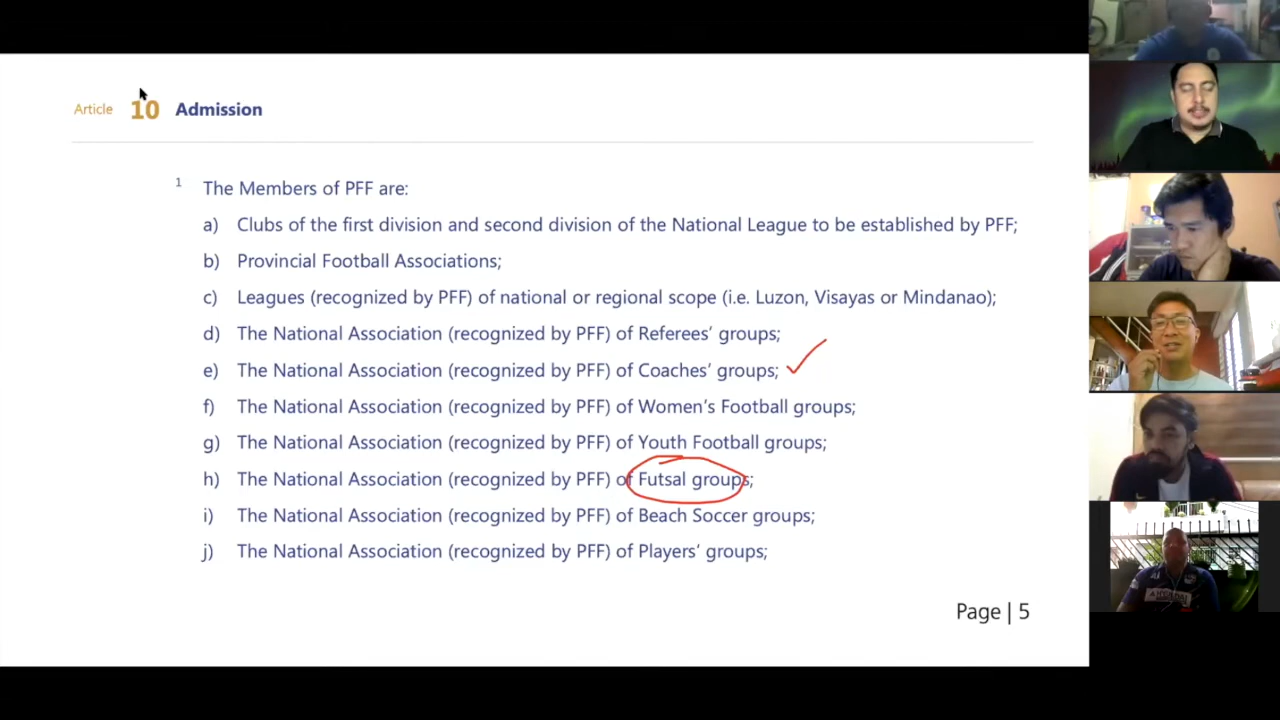 Article 10 Admission
1 The Members of PFF are:
a) Clubs of the first division and second division of the National League to be established by PFF;
b) Provincial Football Associations;
c) Leagues (recognized by PFF) of national or regional scope (i.e. Luzon, Visayas or Mindanao);
d) The National Association (recognized by PFF) of Referees’ groups;
e) The National Association (recognized by PFF) of Coaches’ groups;
f) The National Association (recognized by PFF) of Women’s Football groups;
g) The National Association (recognized by PFF) of Youth Football groups;
h) The National Association (recognized by PFF) of Futsal groups;
i) The National Association (recognized by PFF) of Beach Soccer groups;
j) The National Association (recognized by PFF) of Players’ groups;
Page | 5
HYUNDAI